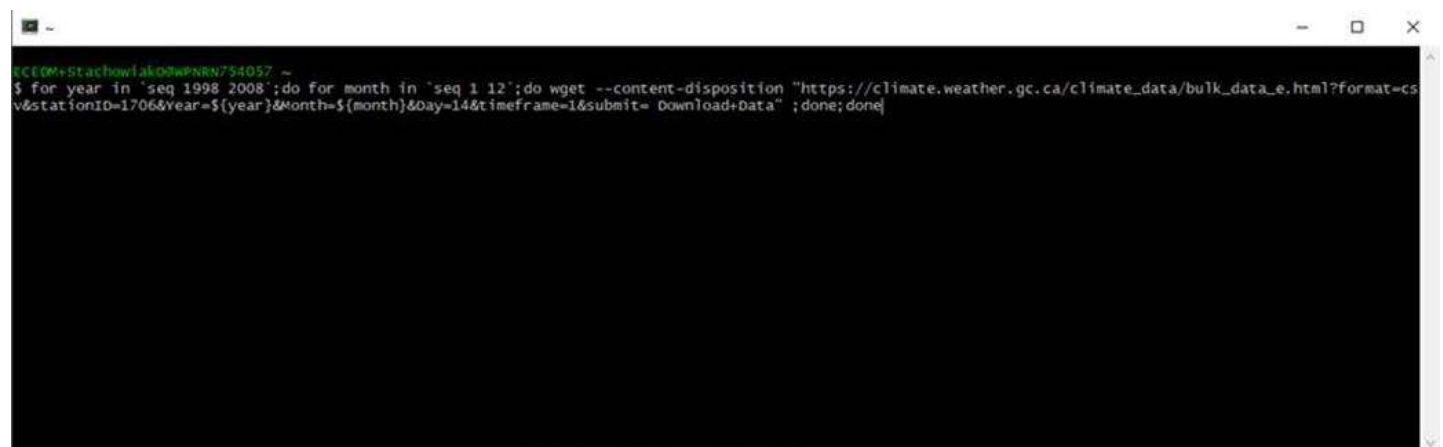 ~
ECEDM+StachowiakO@WPNRN754057 ~
$ for year in `seq 1998 2008`;do for month in `seq 1 12`;do wget --content-disposition "https://climate.weather.gc.ca/climate_data/bulk_data_e.html?format=cs
v&stationID=1706&Year=${year}&Month=${month}&Day=14&timeframe=1&submit= Download+Data" ;done;done